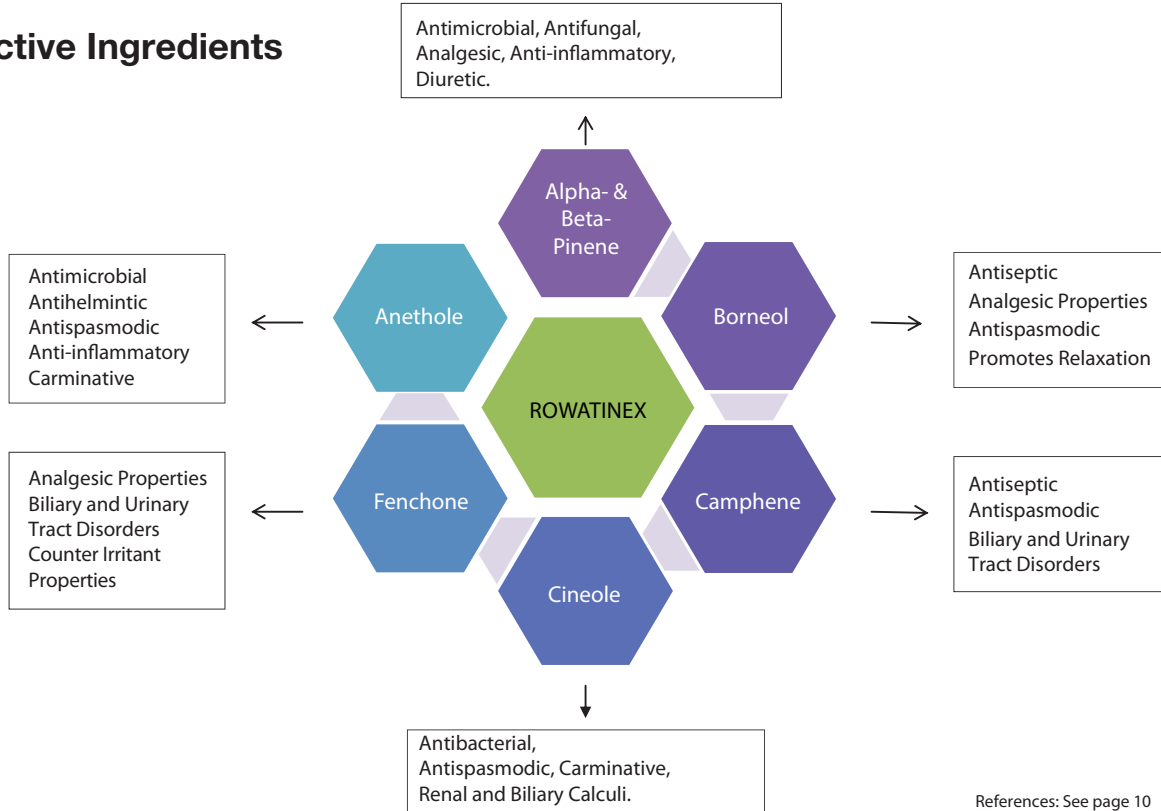 ctive Ingredients
Antimicrobial, Antifungal,
Analgesic, Anti-inflammatory,
Diuretic.
Alpha- &
Beta-
Pinene
Antimicrobial
Antihelmintic
Antispasmodic
Anti-inflammatory
Carminative
Anethole
Borneol
Antiseptic
Analgesic Properties
Antispasmodic
Promotes Relaxation
ROWATINEX
Analgesic Properties
Biliary and Urinary
Tract Disorders
Counter Irritant
Properties
Fenchone
Camphene
Antiseptic
Antispasmodic
Biliary and Urinary
Tract Disorders
Cineole
Antibacterial,
Antispasmodic, Carminative,
Renal and Biliary Calculi.
References: See page 10